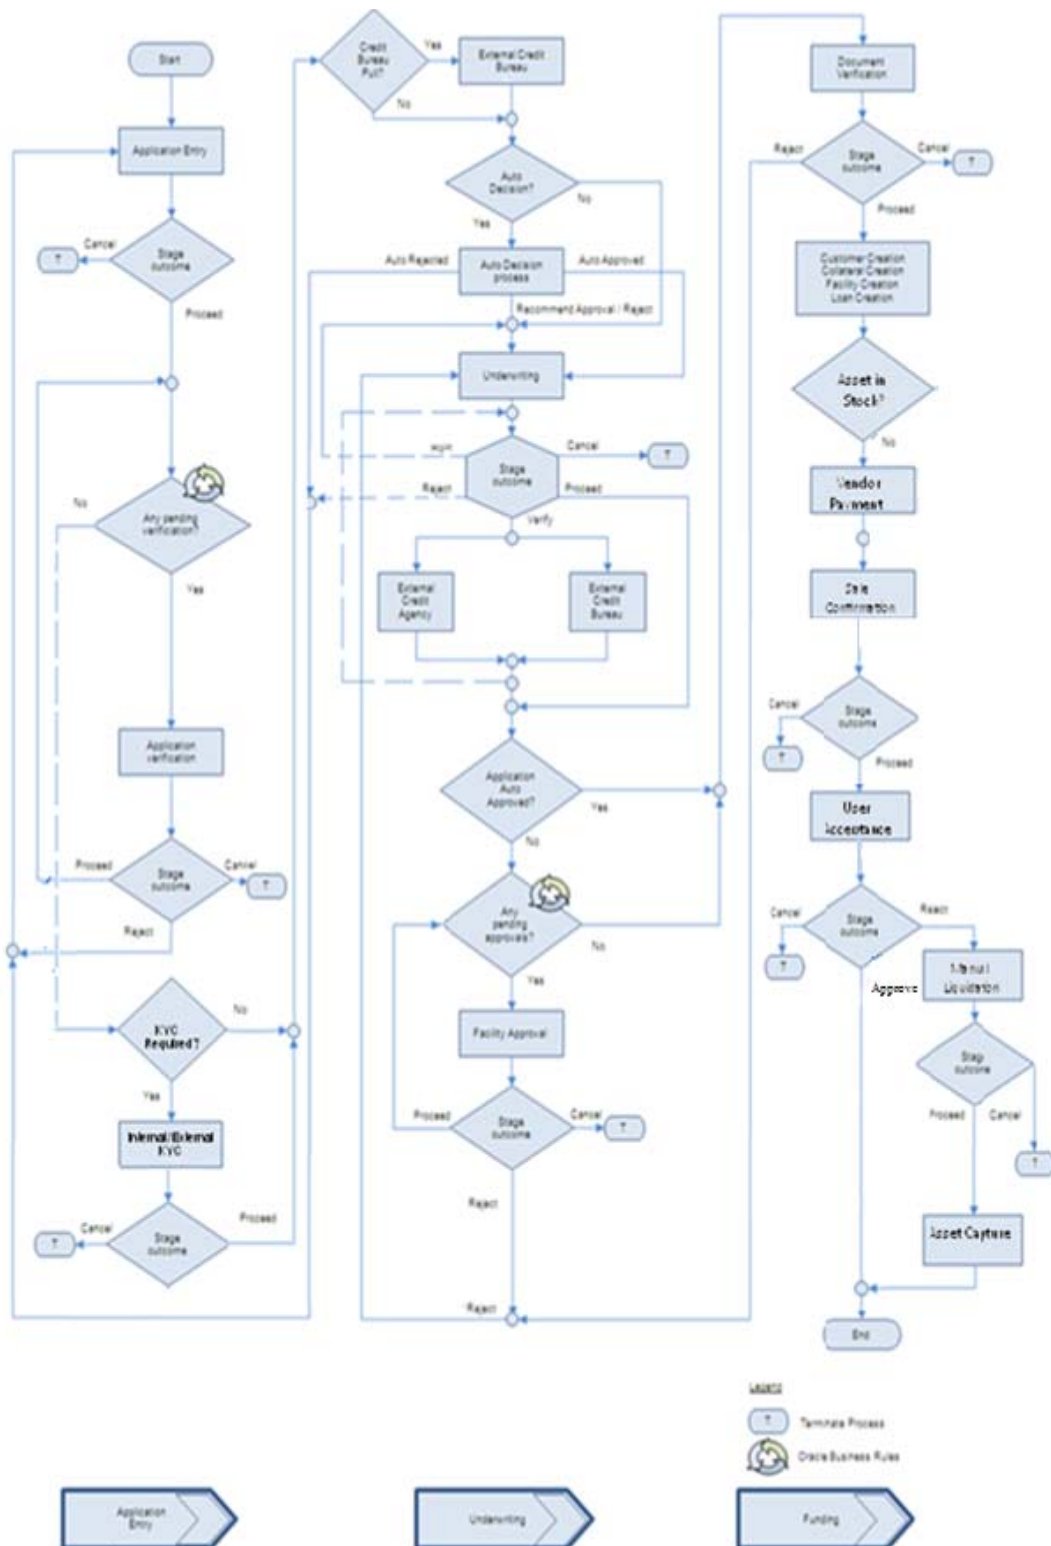 Start
Application Entry
Cancel
Stage
outcome
T
Proceed
No
Any pending
verification?
Yes
Application
verification
Proceed
Stage
outcome
Cancel
T
Reject
KYC
Required?
No
Yes
Internal/External
KYC
Cancel
Stage
outcome
Proceed
T
Credit
Bureau
Pull?
Yes
External Credit
Bureau
No
Auto
Decision?
No
Yes
Auto Rejected
Auto Decision
process
Auto Approved
Recommend Approval / Reject
Underwriting
Cancel
Stage
outcome
T
Reject
Proceed
Verify
External
Credit
Agency
External
Credit
Bureau
Application
Auto
Approved?
Yes
No
Any
pending
approvals?
No
Yes
Facility Approval
Proceed
Stage
outcome
Cancel
T
Reject
Reject
Document
Verification
Reject
Stage
outcome
Cancel
T
Proceed
Customer Creation
Collateral Creation
Facility Creation
Loan Creation
Asset in
Stock?
No
Vendor
Payment
Sale
Confirmation
Cancel
Stage
outcome
T
Proceed
User
Acceptance
Cancel
Stage
outcome
Reject
T
Approve
Manual
Liquidation
Stage
outcome
Proceed
Cancel
T
Asset Capture
End
Legend
T
Terminate Process
Oracle Business Rules
Application
Entry
Underwriting
Funding